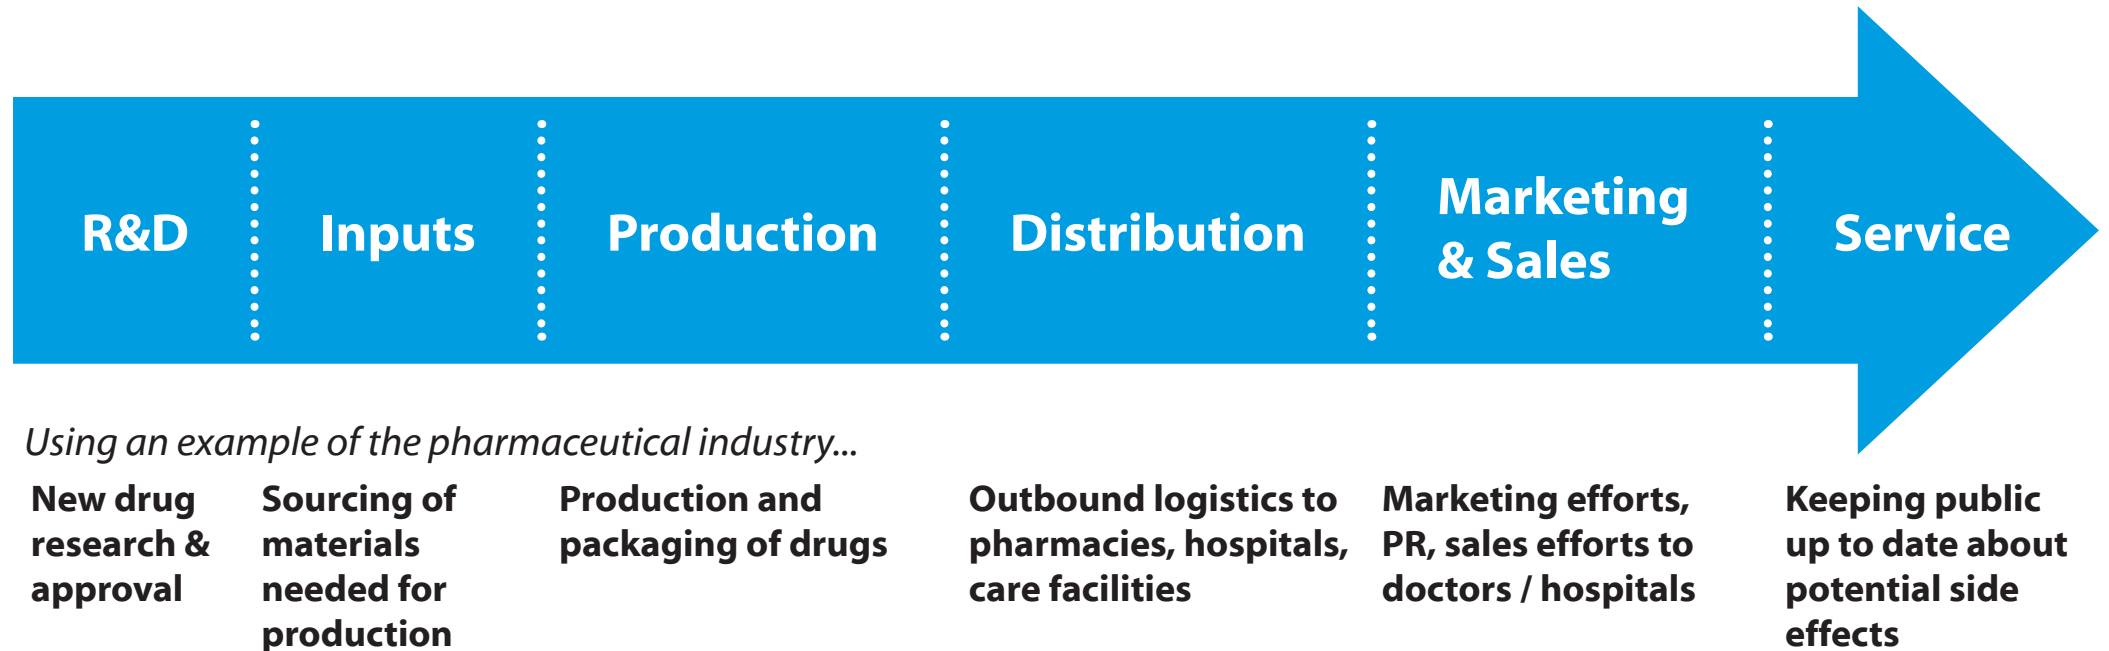 R&D
Inputs
Production
Distribution
Marketing
& Sales
Service
Using an example of the pharmaceutical industry...
New drug
research &
approval
Sourcing of
materials
needed for
production
Production and
packaging of drugs
Outbound logistics to
pharmacies, hospitals,
care facilities
Marketing efforts,
PR, sales efforts to
doctors / hospitals
Keeping public
up to date about
potential side
effects